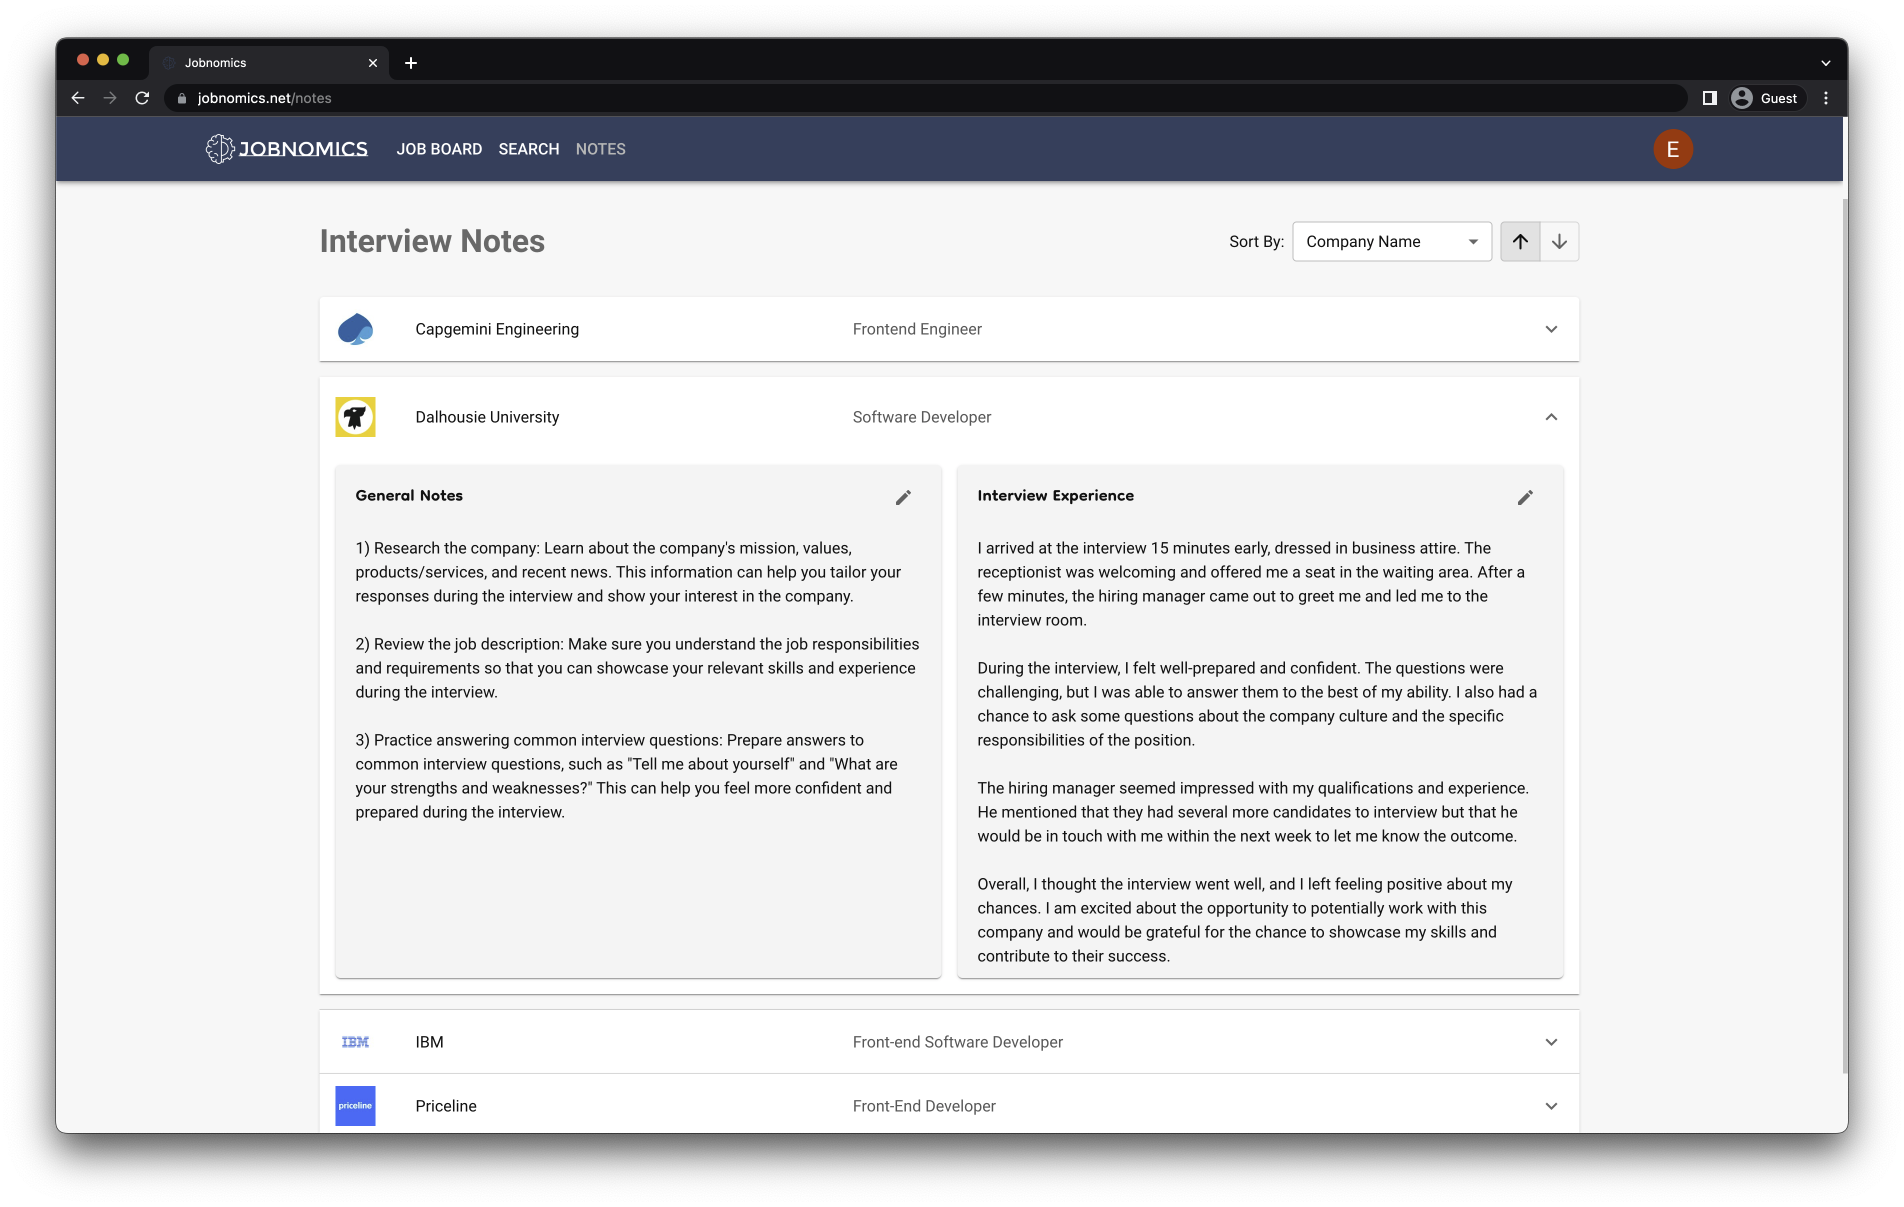 Jobnomics
jobnomics.net/notes
Guest
JOBNOMICS JOB BOARD SEARCH NOTES E
Interview Notes
Sort By: Company Name
Capgemini Engineering Frontend Engineer
Dalhousie University Software Developer
General Notes
1) Research the company: Learn about the company's mission, values,
products/services, and recent news. This information can help you tailor your
responses during the interview and show your interest in the company.
2) Review the job description: Make sure you understand the job responsibilities
and requirements so that you can showcase your relevant skills and experience
during the interview.
3) Practice answering common interview questions: Prepare answers to
common interview questions, such as "Tell me about yourself" and "What are
your strengths and weaknesses?" This can help you feel more confident and
prepared during the interview.
Interview Experience
I arrived at the interview 15 minutes early, dressed in business attire. The
receptionist was welcoming and offered me a seat in the waiting area. After a
few minutes, the hiring manager came out to greet me and led me to the
interview room.
During the interview, I felt well-prepared and confident. The questions were
challenging, but I was able to answer them to the best of my ability. I also had a
chance to ask some questions about the company culture and the specific
responsibilities of the position.
The hiring manager seemed impressed with my qualifications and experience.
He mentioned that they had several more candidates to interview but that he
would be in touch with me within the next week to let me know the outcome.
Overall, I thought the interview went well, and I left feeling positive about my
chances. I am excited about the opportunity to potentially work with this
company and would be grateful for the chance to showcase my skills and
contribute to their success.
IBM IBM Front-end Software Developer
priceline Priceline Front-End Developer